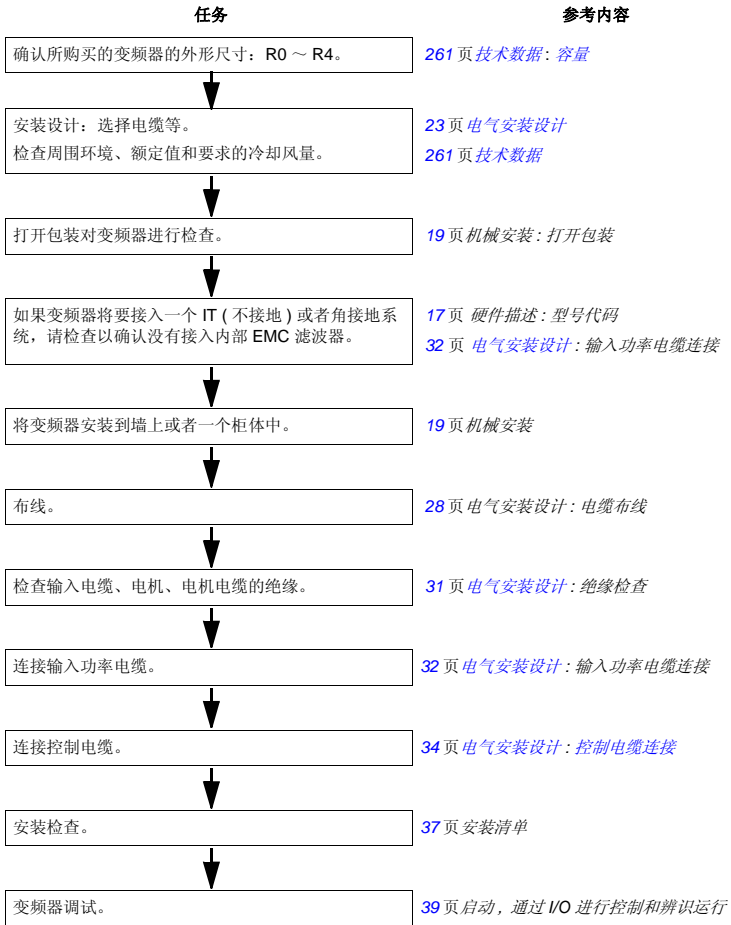 任务 参考内容
确认所购买的变频器的外形尺寸：R0 ～ R4。 261 页技术数据 : 容量
安装设计：选择电缆等。 23 页电气安装设计
检查周围环境、额定值和要求的冷却风量。 261 页技术数据
打开包装对变频器进行检查。 19 页机械安装 : 打开包装
如果变频器将要接入一个 IT ( 不接地 ) 或者角接地系 17 页 硬件描述 : 型号代码
统，请检查以确认没有接入内部 EMC 滤波器。 32 页 电气安装设计 : 输入功率电缆连接
将变频器安装到墙上或者一个柜体中。 19 页机械安装
布线。 28 页电气安装设计 : 电缆布线
检查输入电缆、电机、电机电缆的绝缘。 31 页电气安装设计 : 绝缘检查
连接输入功率电缆。 32 页电气安装设计 : 输入功率电缆连接
连接控制电缆。 34 页电气安装设计 : 控制电缆连接
安装检查。 37 页安装清单
变频器调试。 39 页启动 , 通过 I/O 进行控制和辨识运行